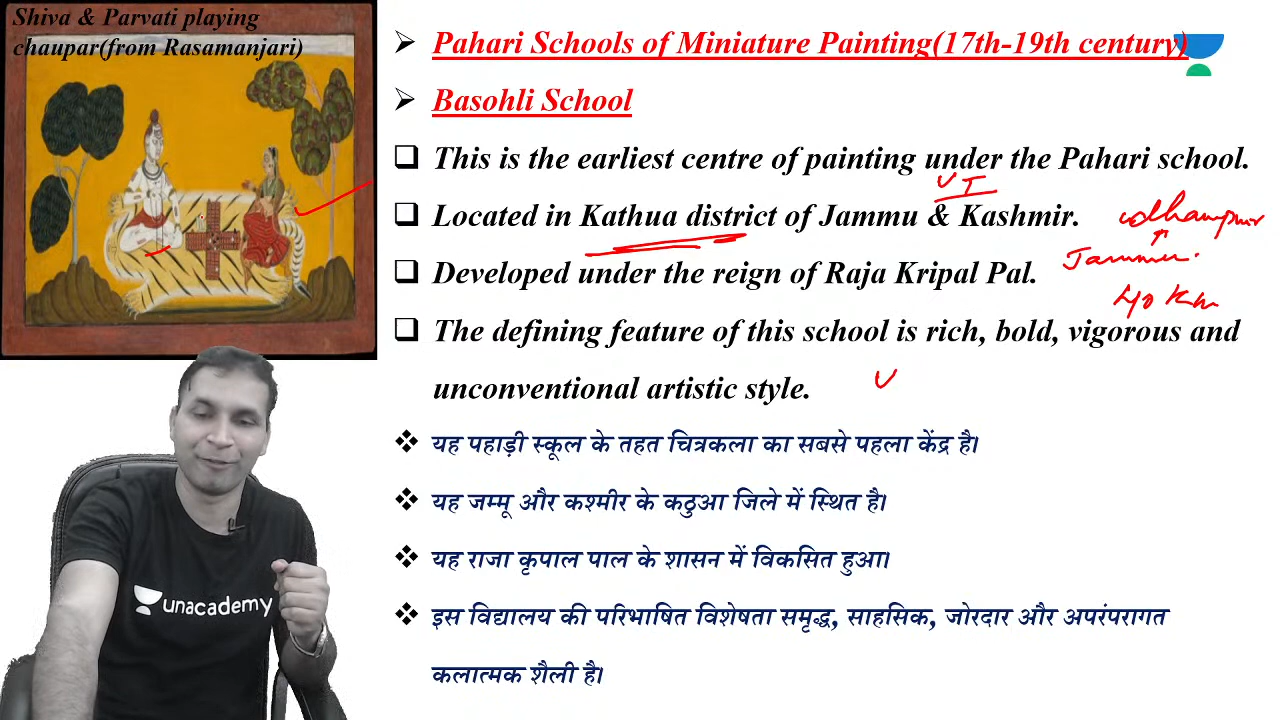 Shiva & Parvati playing
chaupar(from Rasamanjari)
➢ Pahari Schools of Miniature Painting(17th-19th century)
➢ Basohli School
❑ This is the earliest centre of painting under the Pahari school.
UT
❑ Located in Kathua district of Jammu & Kashmir.
udhampur
Jammu
❑ Developed under the reign of Raja Kripal Pal.
40 Km
❑ The defining feature of this school is rich, bold, vigorous and
unconventional artistic style.
❖ यह पहाड़ी स्कूल के तहत चित्रकला का सबसे पहला केंद्र है।
❖ यह जम्मू और कश्मीर के कठुआ जिले में स्थित है।
❖ यह राजा कृपाल पाल के शासन में विकसित हुआ।
❖ इस विद्यालय की परिभाषित विशेषता समृद्ध, साहसिक, जोरदार और अपरंपरागत
कलात्मक शैली है।
unacademy